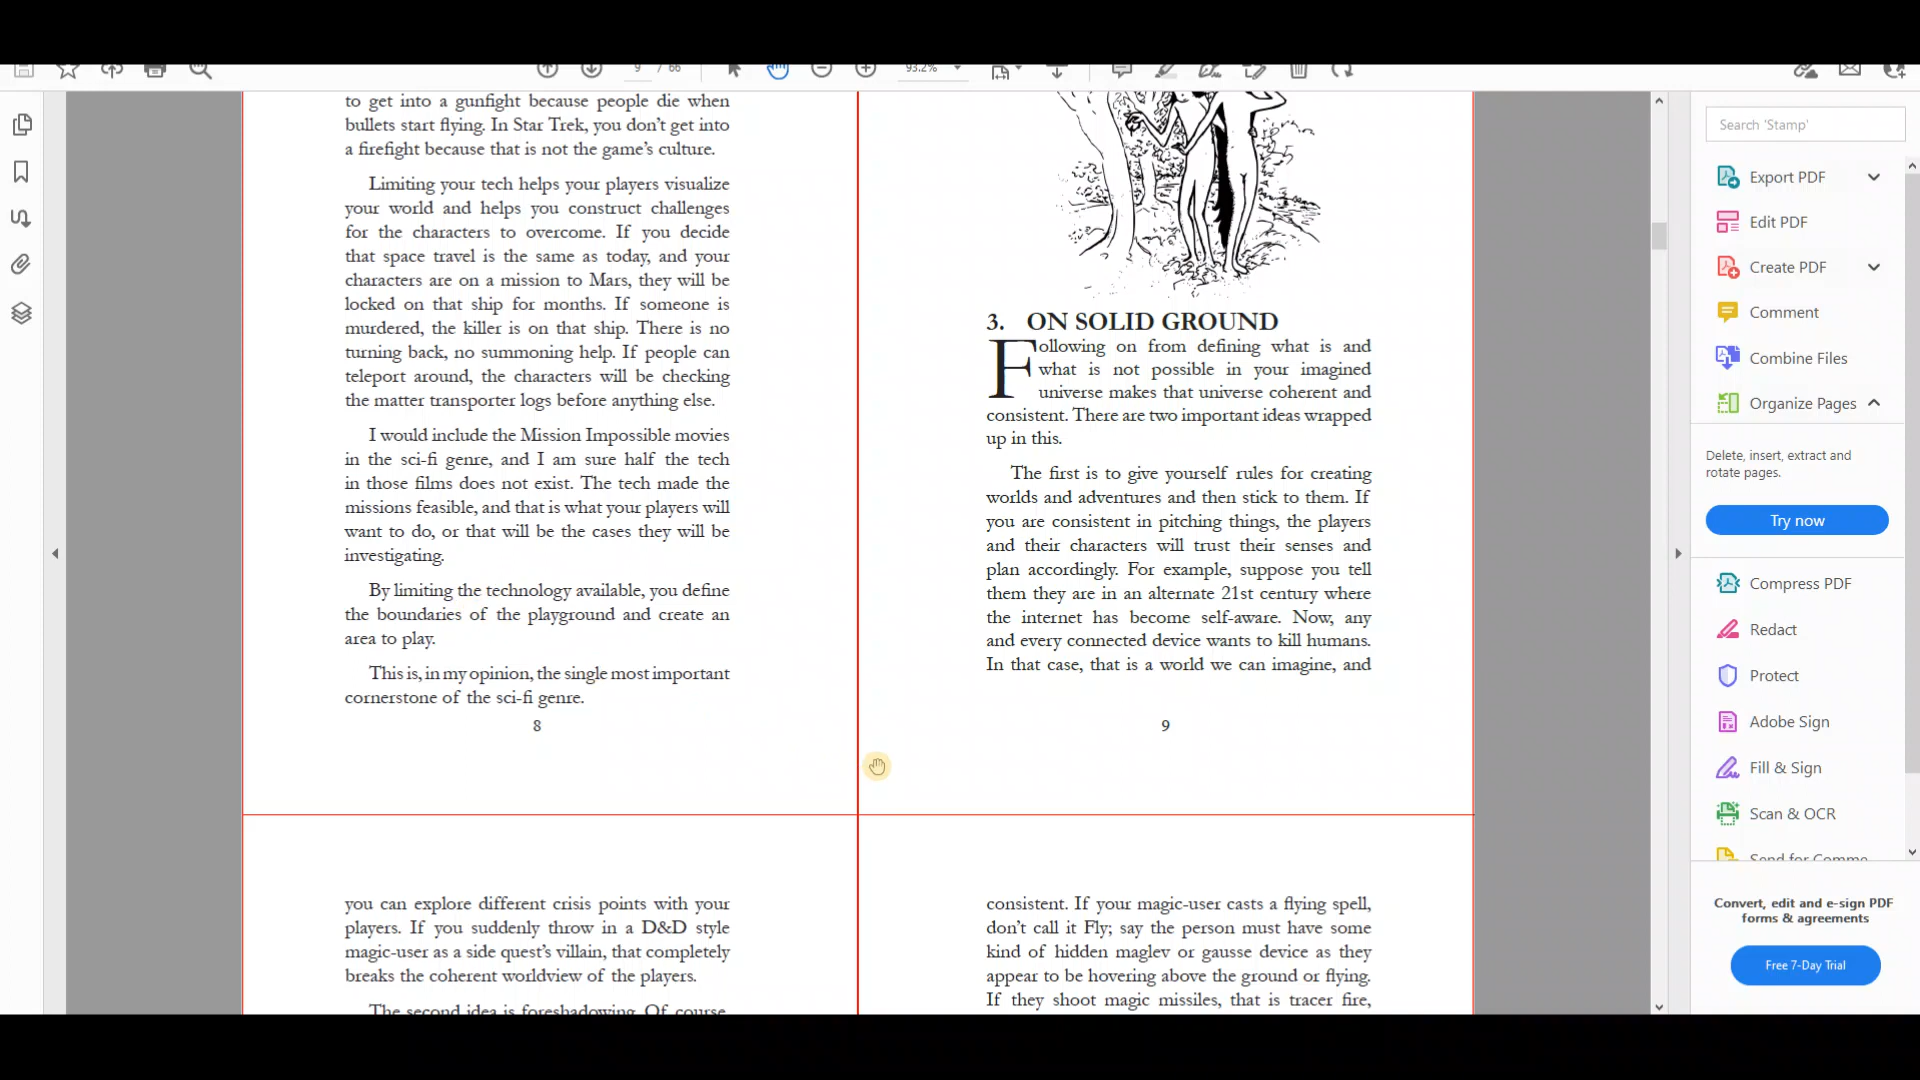 9 / 66
93.2%
to get into a gunfight because people die when
bullets start flying. In Star Trek, you don't get into
a firefight because that is not the game's culture.
Limiting your tech helps your players visualize
your world and helps you construct challenges
for the characters to overcome. If you decide
that space travel is the same as today, and your
characters are on a mission to Mars, they will be
locked on that ship for months. If someone is
murdered, the killer is on that ship. There is no
turning back, no summoning help. If people can
teleport around, the characters will be checking
the matter transporter logs before anything else.
I would include the Mission Impossible movies
in the sci-fi genre, and I am sure half the tech
in those films does not exist. The tech made the
missions feasible, and that is what your players will
want to do, or that will be the cases they will be
investigating.
By limiting the technology available, you define
the boundaries of the playground and create an
area to play.
This is, in my opinion, the single most important
cornerstone of the sci-fi genre.
8
3. ON SOLID GROUND
Following on from defining what is and
what is not possible in your imagined
universe makes that universe coherent and
consistent. There are two important ideas wrapped
up in this.
The first is to give yourself rules for creating
worlds and adventures and then stick to them. If
you are consistent in pitching things, the players
and their characters will trust their senses and
plan accordingly. For example, suppose you tell
them they are in an alternate 21st century where
the internet has become self-aware. Now, any
and every connected device wants to kill humans.
In that case, that is a world we can imagine, and
9
you can explore different crisis points with your
players. If you suddenly throw in a D&D style
magic-user as a side quest's villain, that completely
breaks the coherent worldview of the players.
The second idea is foreshadowing. Of course,
consistent. If your magic-user casts a flying spell,
don't call it Fly; say the person must have some
kind of hidden maglev or gausse device as they
appear to be hovering above the ground or flying.
If they shoot magic missiles, that is tracer fire,
Search 'Stamp'
Export PDF
Edit PDF
Create PDF
Comment
Combine Files
Organize Pages
Delete, insert, extract and
rotate pages.
Try now
Compress PDF
Redact
Protect
Adobe Sign
Fill & Sign
Scan & OCR
Send for Comme
Convert, edit and e-sign PDF
forms & agreements
Free 7-Day Trial